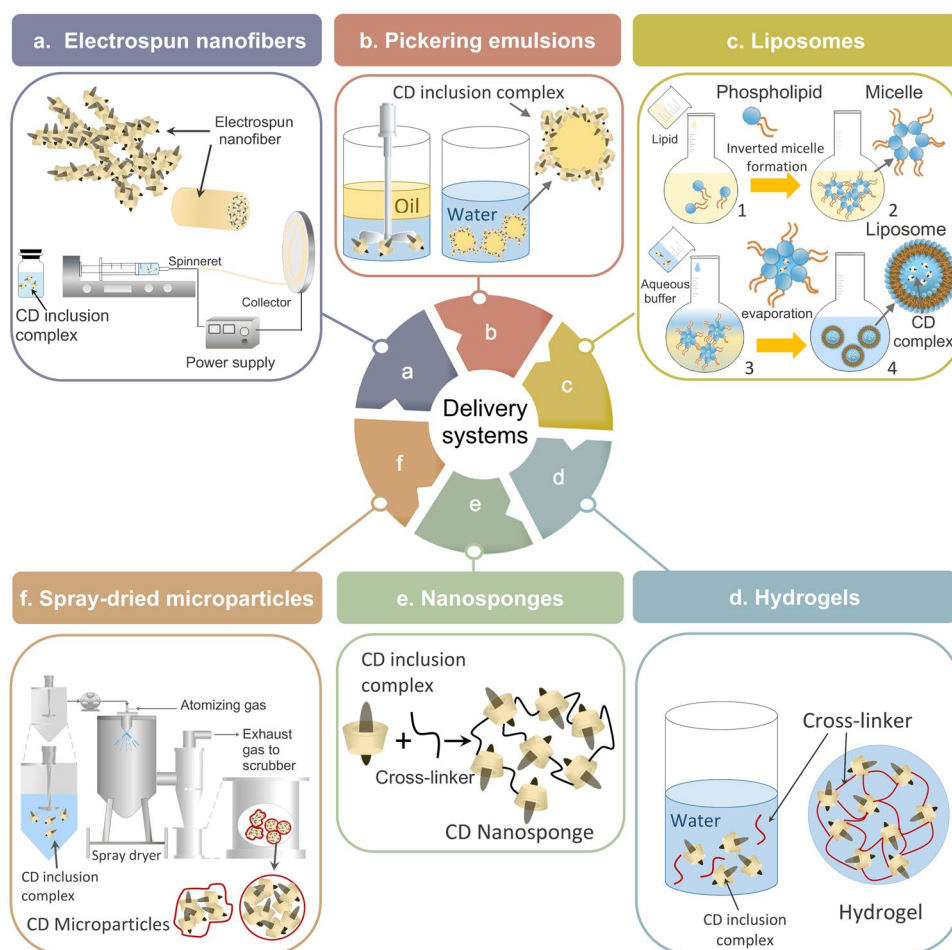 a. Electrospun nanofibers
Electrospun
nanofiber
Spinneret
Collector
CD inclusion
complex
Power supply
b. Pickering emulsions
CD inclusion complex
Oil
Water
c. Liposomes
Phospholipid
Micelle
Lipid
Inverted micelle
formation
1
2
Liposome
Aqueous
buffer
evaporation
CD
complex
3
4
a
b
c
d
e
f
Delivery
systems
f. Spray-dried microparticles
Atomizing gas
Exhaust
gas to
scrubber
Spray dryer
CD inclusion
complex
CD Microparticles
e. Nanosponges
CD inclusion
complex
+
Cross-linker
CD Nanosponge
d. Hydrogels
Cross-linker
Water
CD inclusion
complex
Hydrogel